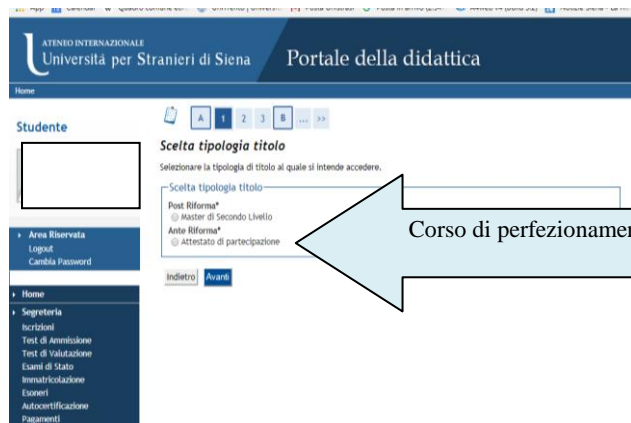 ATENEO INTERNAZIONALE
Università per Stranieri di Siena
Portale della didattica
Home
Studente
A 1 2 3 B ... >>
Scelta tipologia titolo
Selezionare la tipologia di titolo al quale si intende accedere.
Scelta tipologia titolo
Post Riforma*
Master di Secondo Livello
Ante Riforma*
Attestato di partecipazione
Corso di perfezionamen
Indietro Avanti
Area Riservata
Logout
Cambia Password
Home
Segreteria
Iscrizioni
Test di Ammissione
Test di Valutazione
Esami di Stato
Immatricolazione
Esoneri
Autocertificazione
Pagamenti